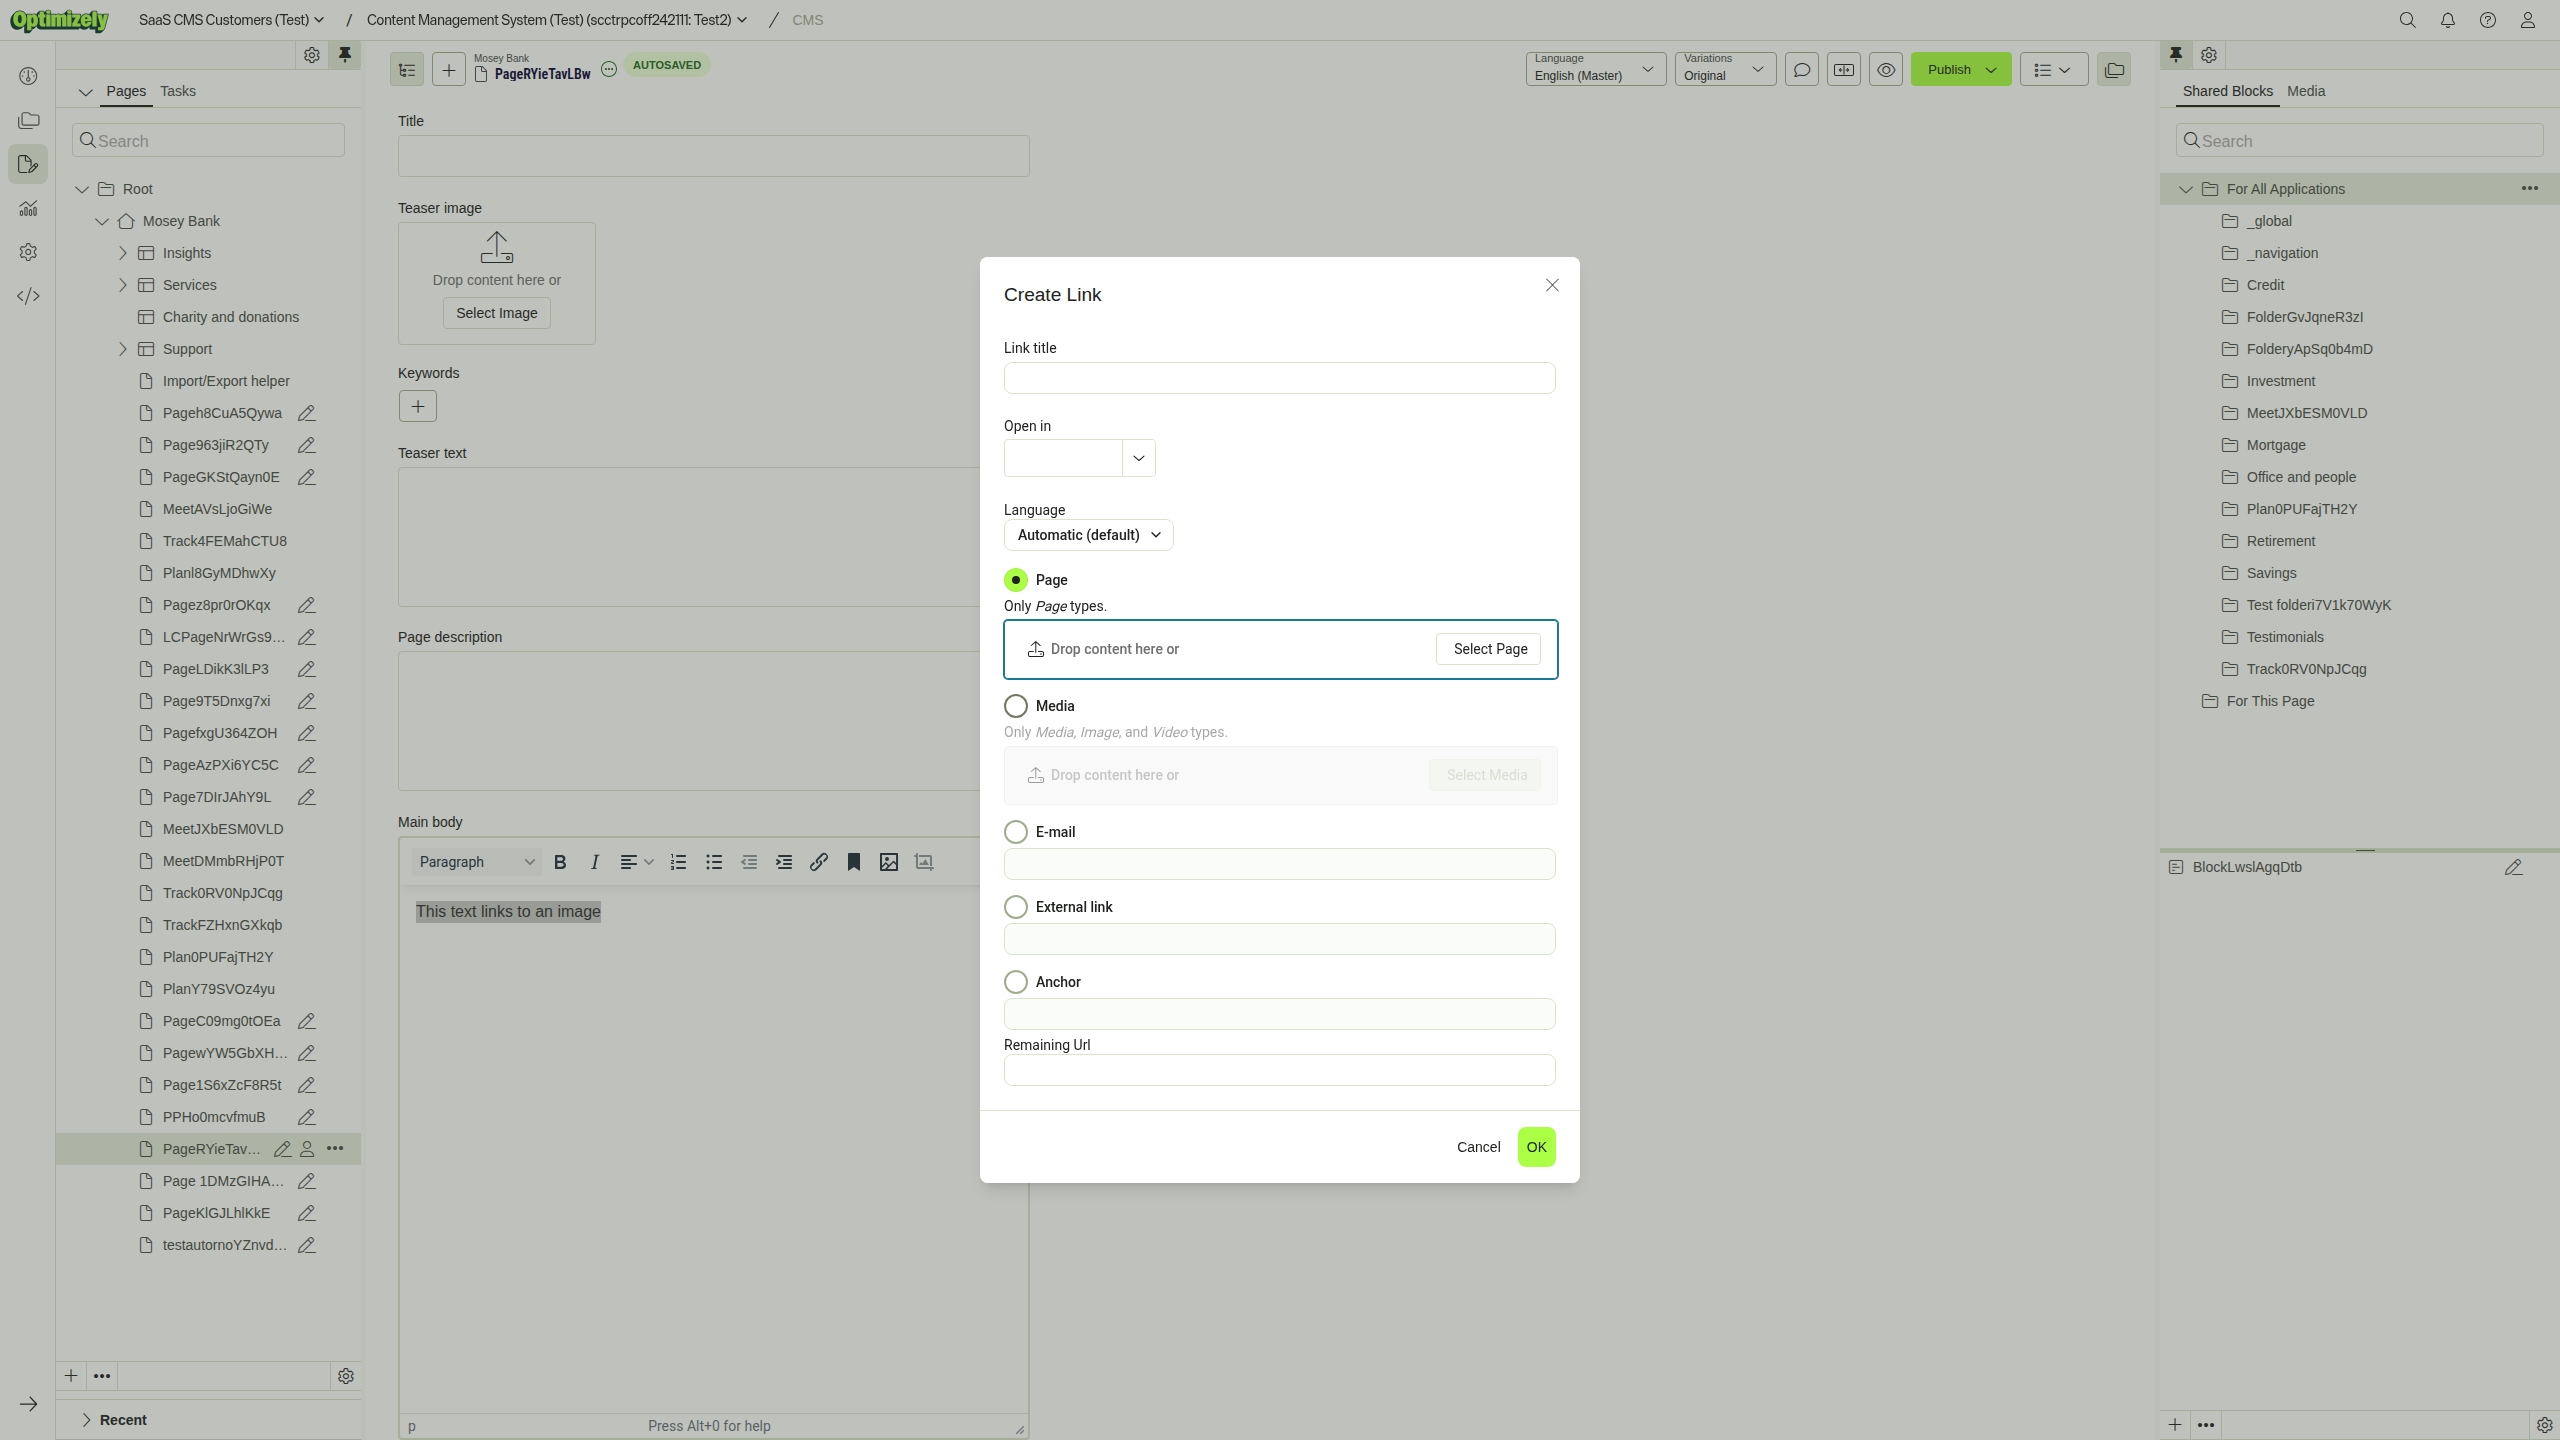 Optimizely
SaaS CMS Customers (Test) / Content Management System (Test) (scctrpcoff242111: Test2) / CMS
Pages Tasks
Search
Root
Mosey Bank
Insights
Services
Charity and donations
Support
Import/Export helper
Pageh8CuA5Qywa
Page963jiR2QTy
PageGKStQayn0E
MeetAVsLjoGiWe
Track4FEMahCTU8
Planl8GyMDhwXy
Pagez8pr0rOKqx
LCPageNrWrGs9...
PageLDikK3lLP3
Page9T5Dnxg7xi
PagefxgU364ZOH
PageAzPXi6YC5C
Page7DIrJAhY9L
MeetJXbESM0VLD
MeetDMmbRHjP0T
Track0RV0NpJCqg
TrackFZHxnGXkqb
Plan0PUFajTH2Y
PlanY79SVOz4yu
PageC09mg0tOEa
PagewYW5GbXH...
Page1S6xZcF8R5t
PPHo0mcvfmuB
PageRYieTav...
Page 1DMzGIHA...
PageKlGJLhlKkE
testautornoYZnvd...
Recent
Mosey Bank
PageRYieTavLBw
AUTOSAVED
Language
English (Master)
Variations
Original
Publish
Title
Teaser image
Drop content here or
Select Image
Keywords
Teaser text
Page description
Main body
Paragraph
This text links to an image
p
Press Alt+0 for help
Create Link
Link title
Open in
Language
Automatic (default)
Page
Only Page types.
Drop content here or
Select Page
Media
Only Media, Image, and Video types.
Drop content here or
Select Media
E-mail
External link
Anchor
Remaining Url
Cancel
OK
Shared Blocks Media
Search
For All Applications
_global
_navigation
Credit
FolderGvJqneR3zI
FolderyApSq0b4mD
Investment
MeetJXbESM0VLD
Mortgage
Office and people
Plan0PUFajTH2Y
Retirement
Savings
Test folderi7V1k70WyK
Testimonials
Track0RV0NpJCqg
For This Page
BlockLwslAgqDtb